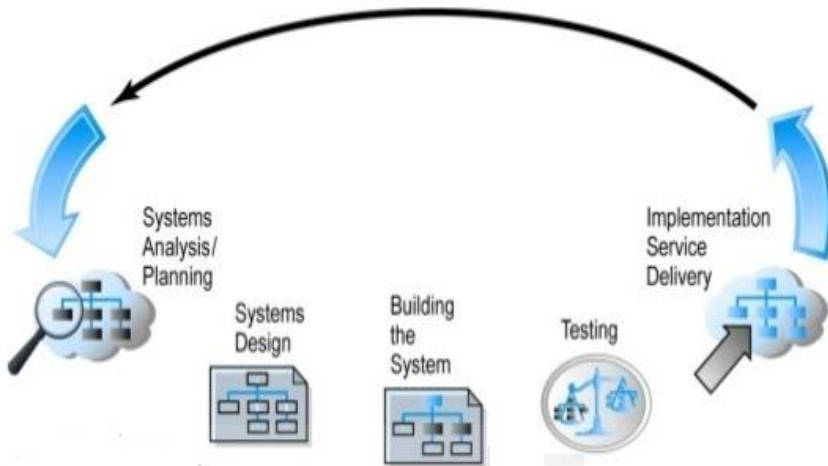 Systems
Analysis/
Planning
Systems
Design
Building
the
System
Testing
Implementation
Service
Delivery